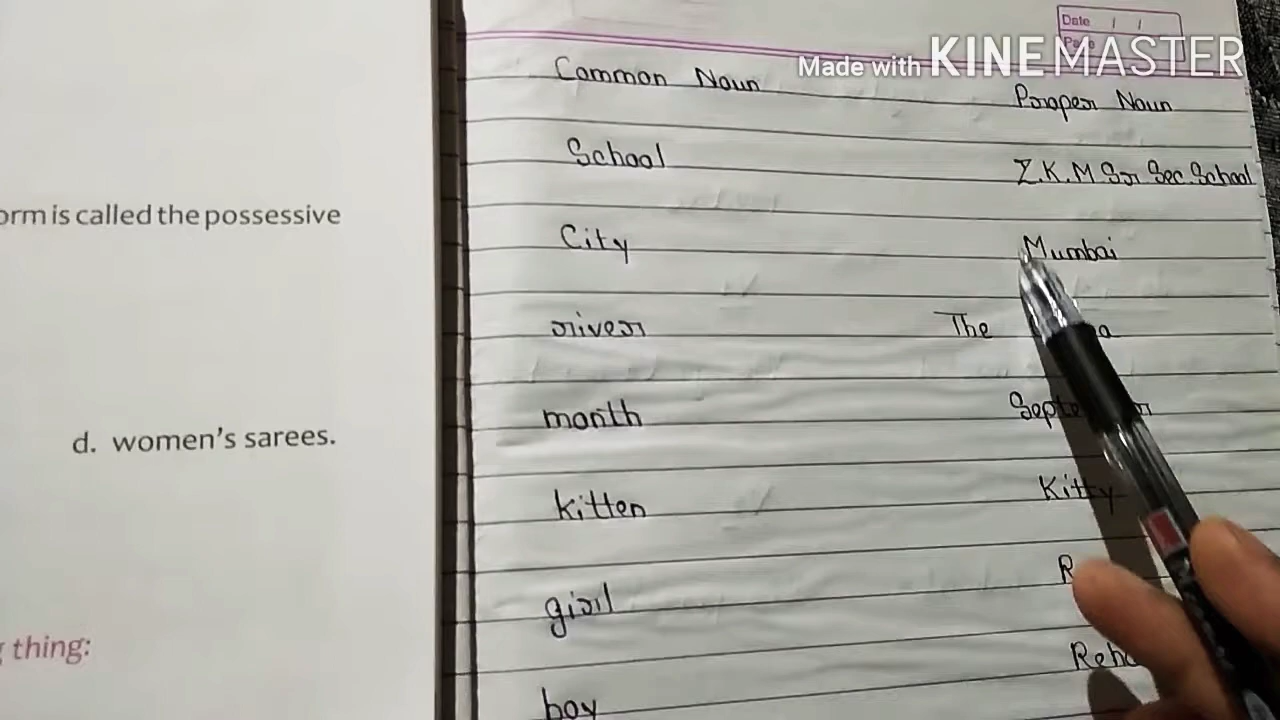 Date / /
Made with KINEMASTER
Common Noun Proper Noun
School Z.K.M Sr Sec. School
orm is called the possessive
City Mumbai
river The
month
d. women's sarees.
kitten Kitty
girl
thing:
boy